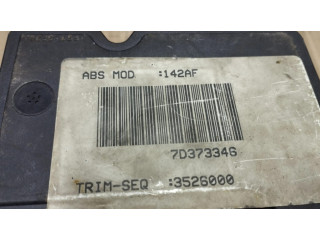 ABS MOD :142AF
7D37334G
TRIM-SEQ :3526000